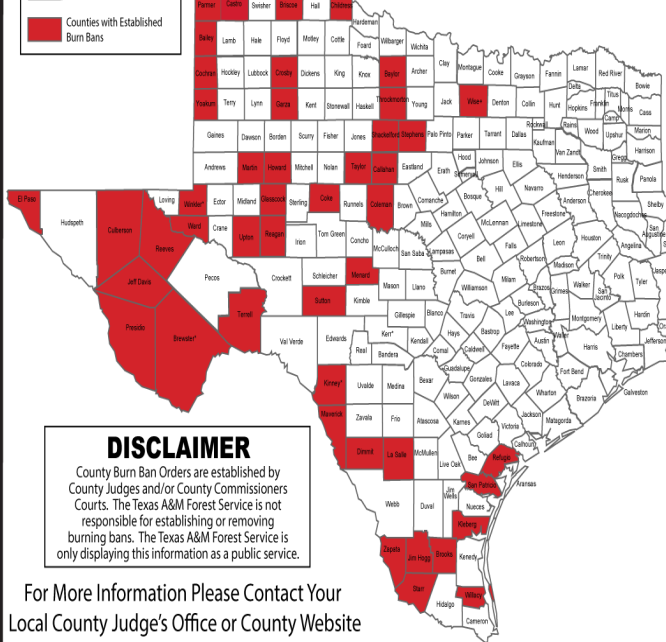 Parmer Castro Swisher Briscoe Hall Childress
Hardeman
Counties with Established
Burn Bans
Bailey Lamb Hale Floyd Motley Cottle Foard Wilbarger Wichita
Clay Montague Cooke Grayson Fannin Lamar Red River Bowie
Delta Titus
Cochran Hockley Lubbock Crosby Dickens King Knox Baylor Archer
Yoakum Terry Lynn Garza Kent Stonewall Haskell Throckmorton Young Jack Wise* Denton Collin Hunt Hopkins Franklin Morris Cass
Camp
Rockwall Rains Wood Upshur Marion
Gaines Dawson Borden Scurry Fisher Jones Shackelford Stephens Palo Pinto Parker Tarrant Dallas Kaufman Van Zandt Gregg Harrison
Andrews Martin Howard Mitchell Nolan Taylor Callahan Eastland Erath Hood Somervell Johnson Ellis Henderson Smith Rusk Panola
El Paso Hudspeth Culberson Loving Winkler* Ector Midland Glasscock Sterling Coke Runnels Coleman Brown Comanche Bosque Hill Navarro Anderson Cherokee Shelby
Hamilton Freestone Nacogdoches
Reeves Ward Crane Upton Reagan Irion Tom Green Concho McCulloch San Saba Mills Lampasas Coryell McLennan Limestone Falls Leon Houston Angelina San Augustine
Jeff Davis Pecos Crockett Schleicher Menard Mason Llano Burnet Bell Milam Robertson Madison Trinity Polk Tyler Jasper
Williamson Brazos Grimes Walker San Jacinto
Presidio Brewster* Terrell Sutton Kimble Gillespie Blanco Travis Lee Burleson Washington Montgomery Liberty Hardin
Val Verde Edwards Kerr* Kendall Hays Bastrop Austin Waller Harris Jefferson
Real Bandera Comal Caldwell Fayette Chambers
Guadalupe Colorado Fort Bend
Kinney* Uvalde Medina Bexar Gonzales Lavaca Wharton Brazoria Galveston
Wilson DeWitt
Maverick Zavala Frio Atascosa Karnes Victoria Jackson Matagorda
Goliad Calhoun
Dimmit La Salle McMullen Live Oak Bee Refugio
San Patricio Aransas
Webb Duval Jim Wells Nueces
Kleberg
Zapata Jim Hogg Brooks Kenedy
Starr Hidalgo Willacy
Cameron
DISCLAIMER
County Burn Ban Orders are established by
County Judges and/or County Commissioners
Courts. The Texas A&M Forest Service is not
responsible for establishing or removing
burning bans. The Texas A&M Forest Service is
only displaying this information as a public service.
For More Information Please Contact Your
Local County Judge's Office or County Website